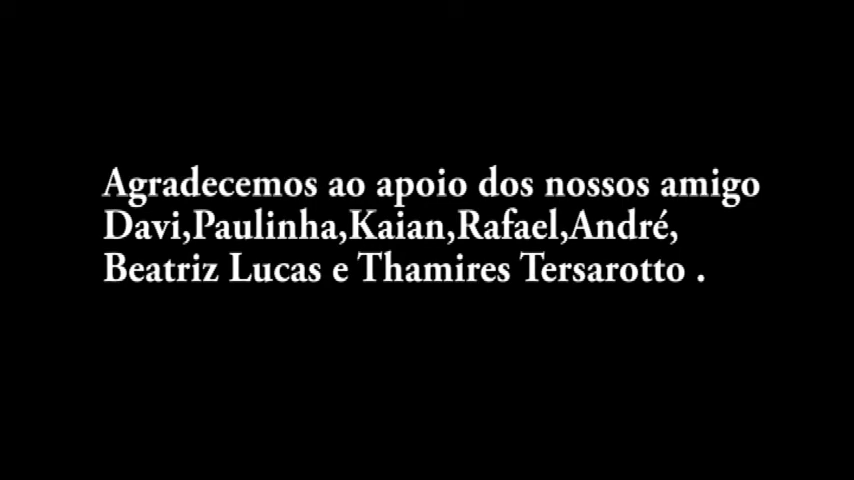 Agradecemos ao apoio dos nossos amigo
Davi,Paulinha,Kaian,Rafael,André,
Beatriz Lucas e Thamires Tersarotto .